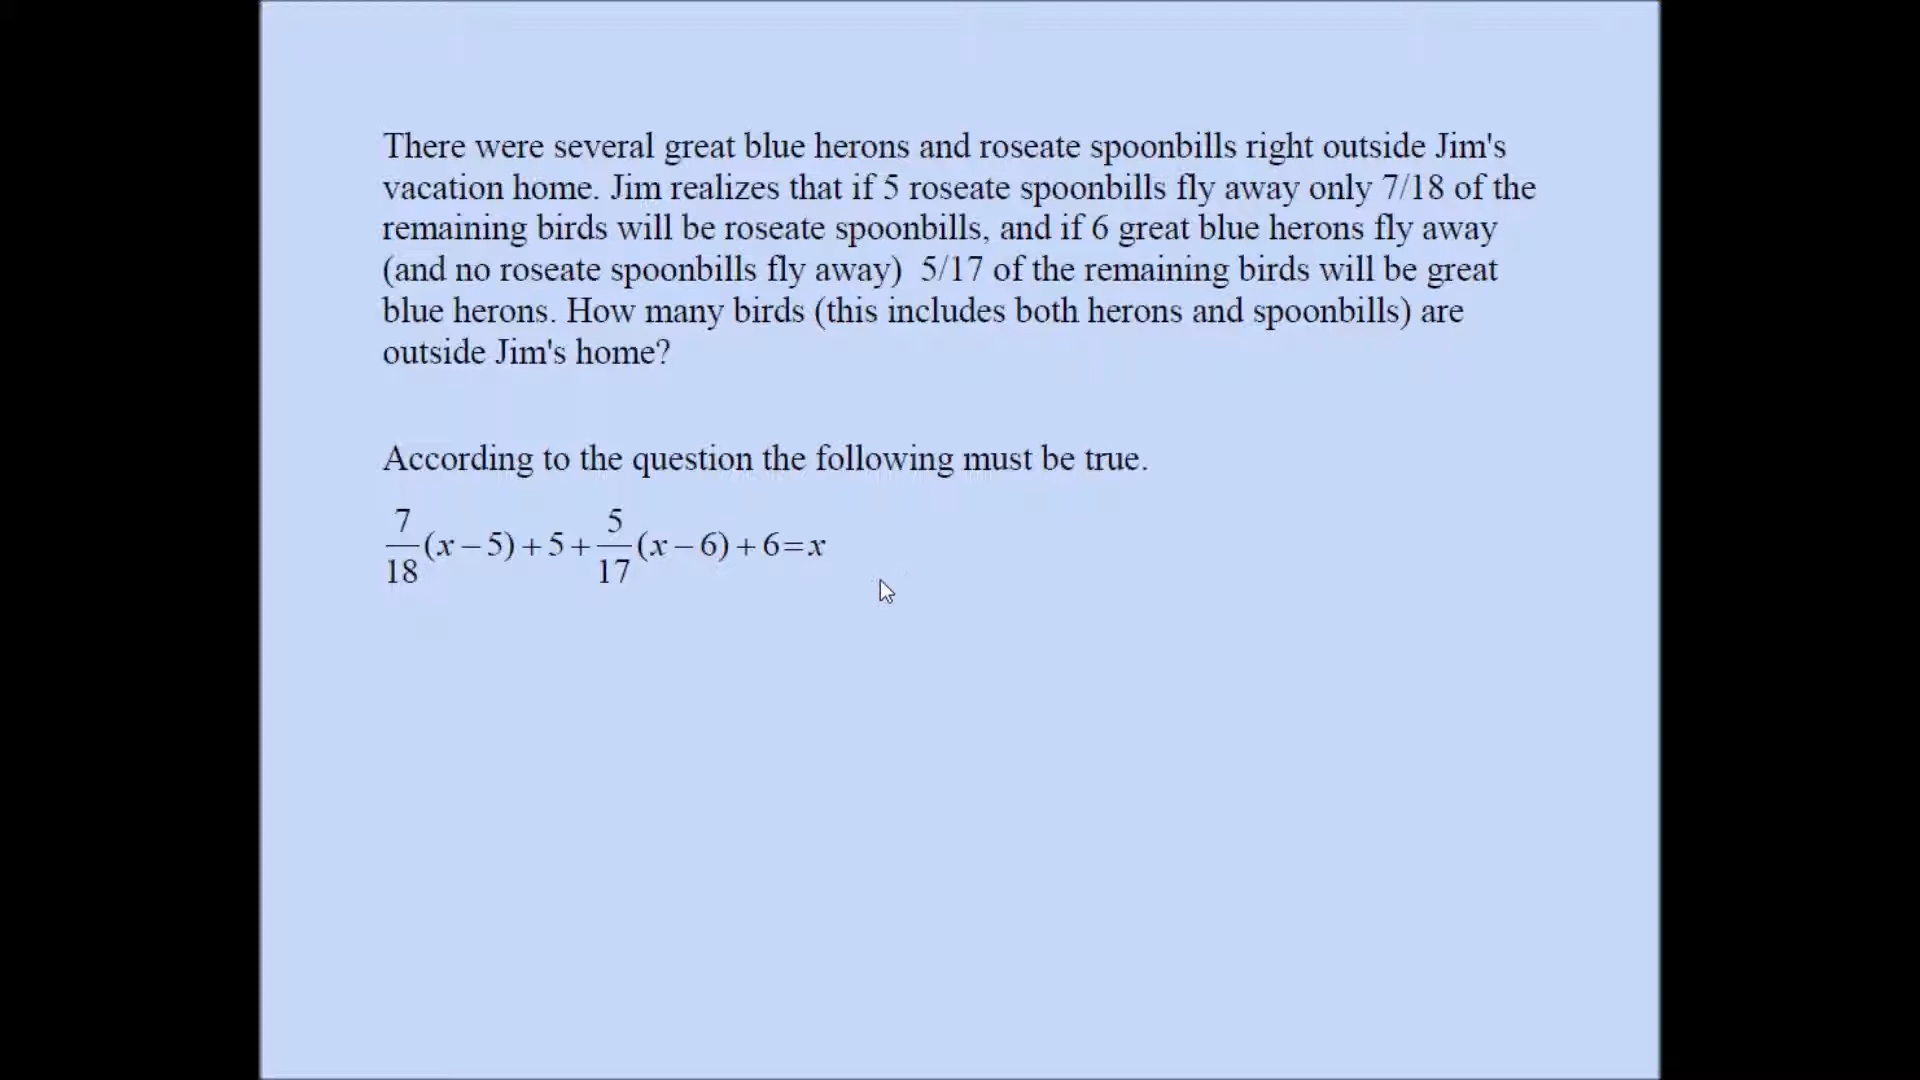 There were several great blue herons and roseate spoonbills right outside Jim's
vacation home. Jim realizes that if 5 roseate spoonbills fly away only 7/18 of the
remaining birds will be roseate spoonbills, and if 6 great blue herons fly away
(and no roseate spoonbills fly away)  5/17 of the remaining birds will be great
blue herons. How many birds (this includes both herons and spoonbills) are
outside Jim's home?
According to the question the following must be true.
7/18(x−5)+5+5/17(x−6)+6=x